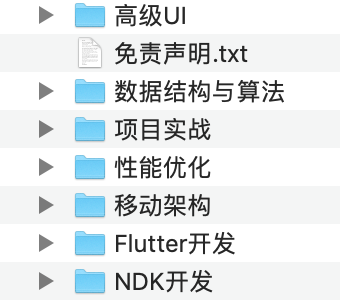 高级UI
免责声明.txt
数据结构与算法
项目实战
性能优化
移动架构
Flutter开发
NDK开发